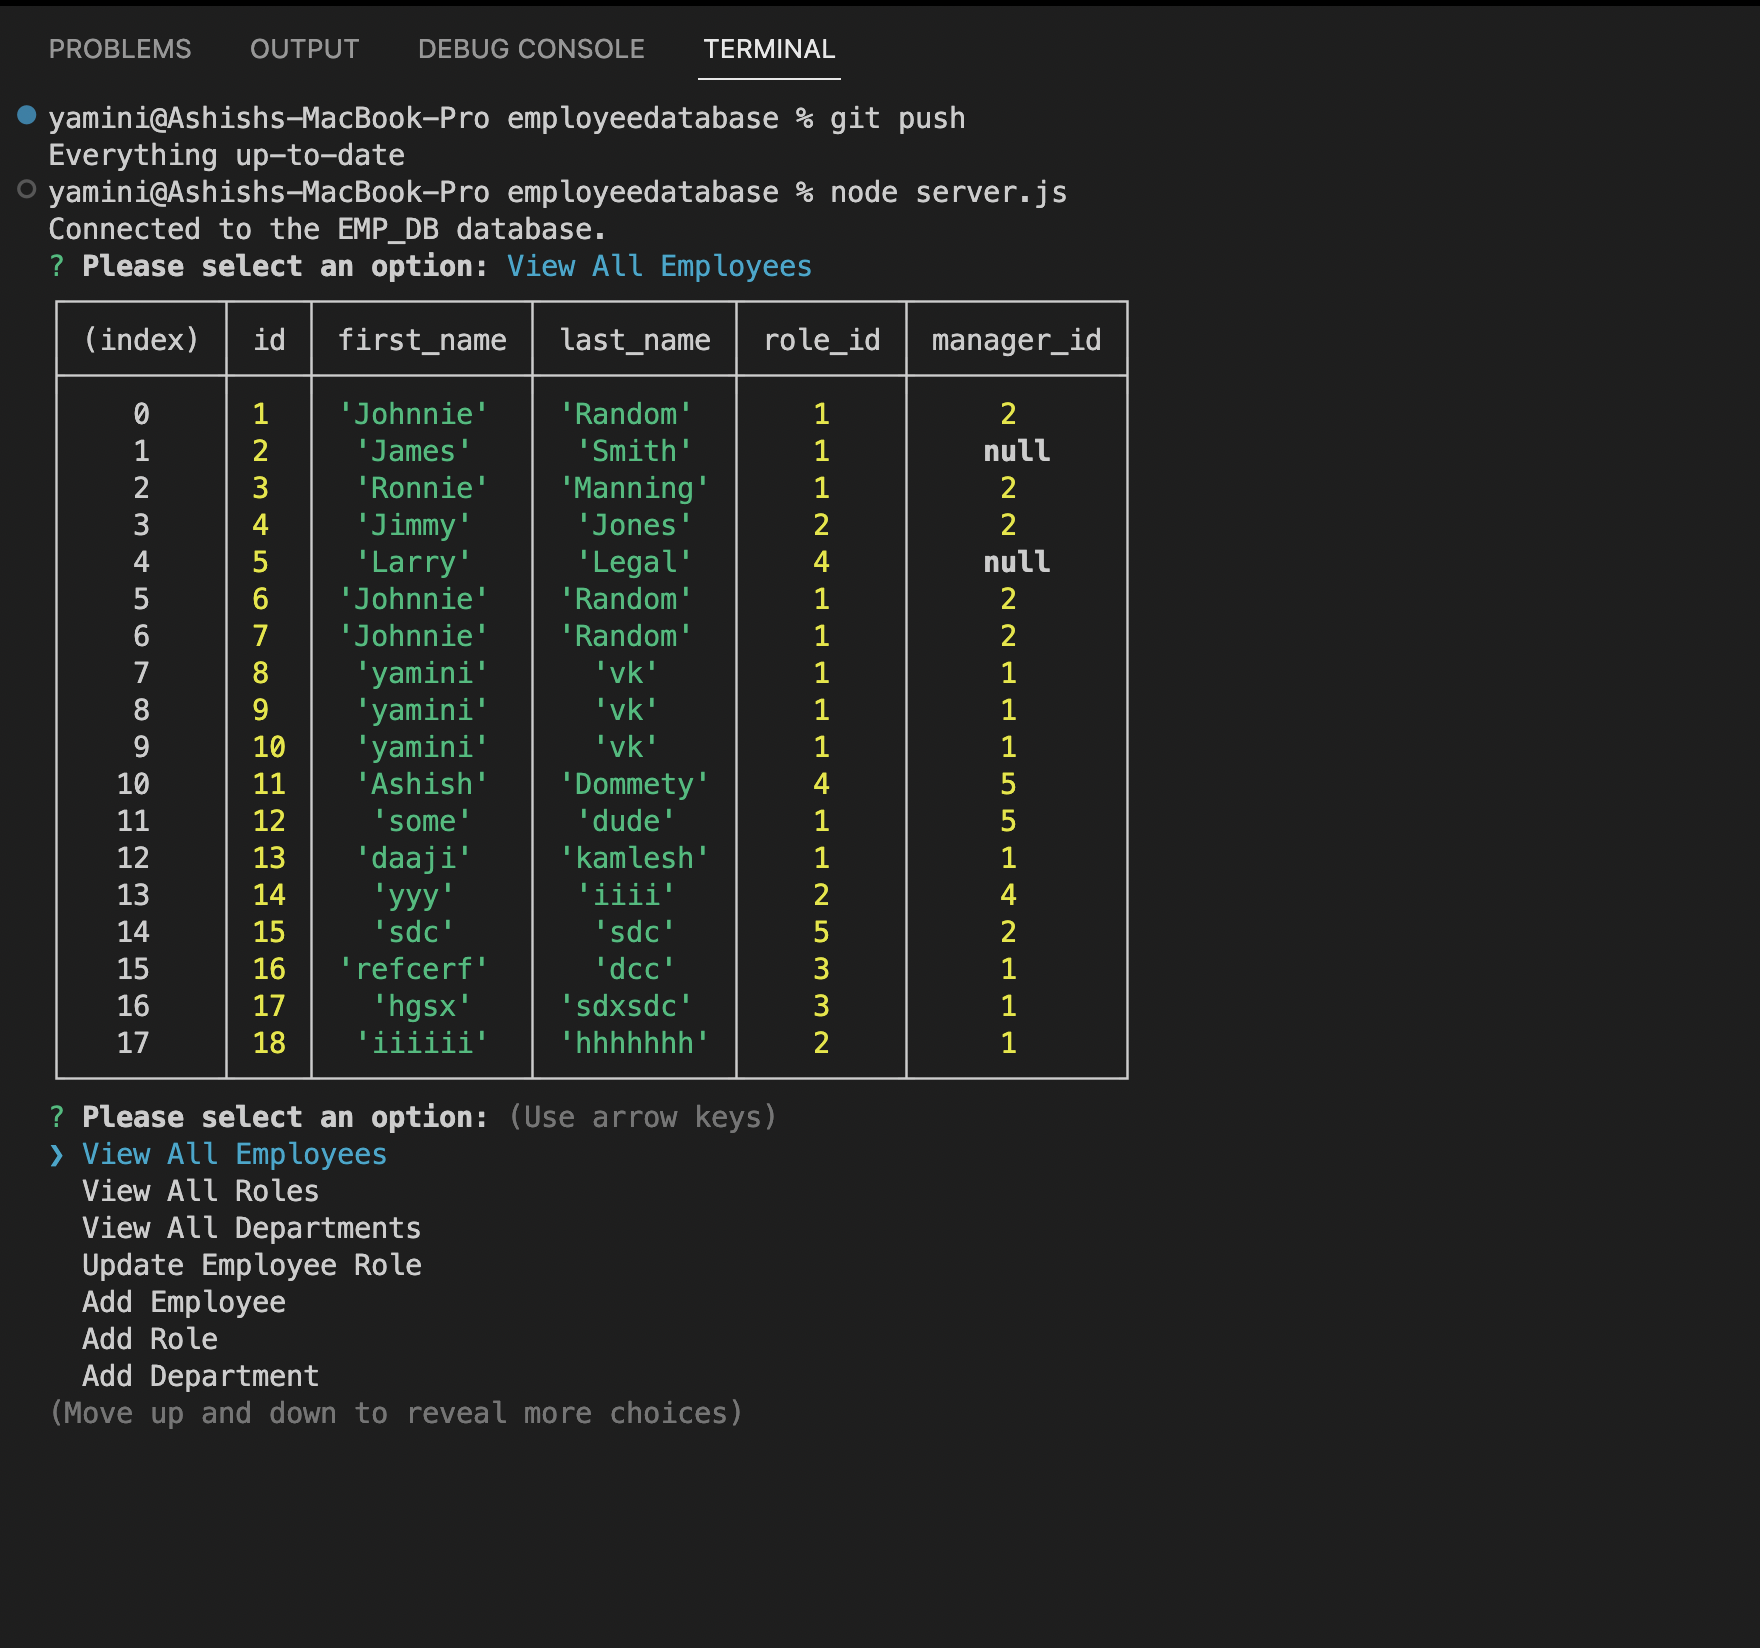 PROBLEMS OUTPUT DEBUG CONSOLE TERMINAL
yamini@Ashishs-MacBook-Pro employeedatabase % git push
Everything up-to-date
yamini@Ashishs-MacBook-Pro employeedatabase % node server.js
Connected to the EMP_DB database.
? Please select an option: View All Employees
(index) id first_name last_name role_id manager_id
0 1 'Johnnie' 'Random' 1 2
1 2 'James' 'Smith' 1 null
2 3 'Ronnie' 'Manning' 1 2
3 4 'Jimmy' 'Jones' 2 2
4 5 'Larry' 'Legal' 4 null
5 6 'Johnnie' 'Random' 1 2
6 7 'Johnnie' 'Random' 1 2
7 8 'yamini' 'vk' 1 1
8 9 'yamini' 'vk' 1 1
9 10 'yamini' 'vk' 1 1
10 11 'Ashish' 'Dommety' 4 5
11 12 'some' 'dude' 1 5
12 13 'daaji' 'kamlesh' 1 1
13 14 'yyy' 'iiii' 2 4
14 15 'sdc' 'sdc' 5 2
15 16 'refcerf' 'dcc' 3 1
16 17 'hgsx' 'sdxsdc' 3 1
17 18 'iiiiii' 'hhhhhhh' 2 1
? Please select an option: (Use arrow keys)
❯ View All Employees
View All Roles
View All Departments
Update Employee Role
Add Employee
Add Role
Add Department
(Move up and down to reveal more choices)